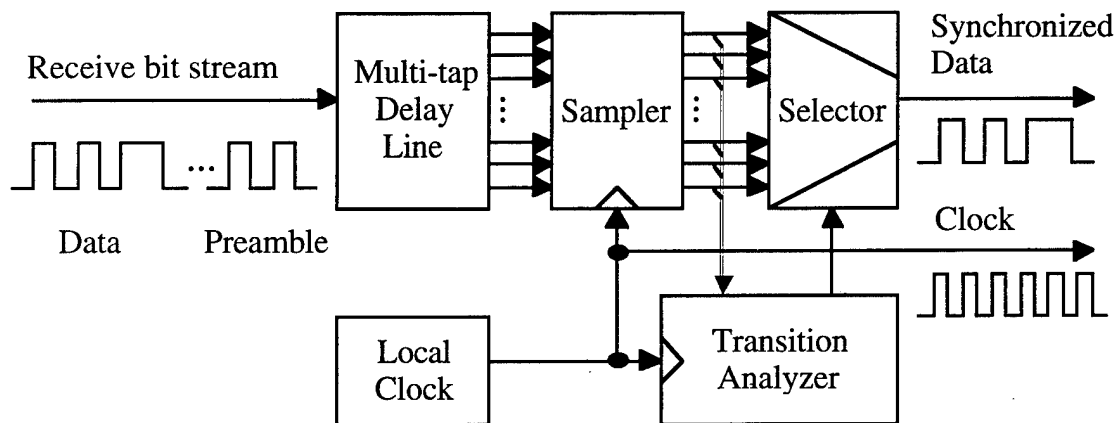 Receive bit stream
Multi-tap
Delay
Line
Sampler
Selector
Synchronized
Data
Data
Preamble
Clock
Local
Clock
Transition
Analyzer